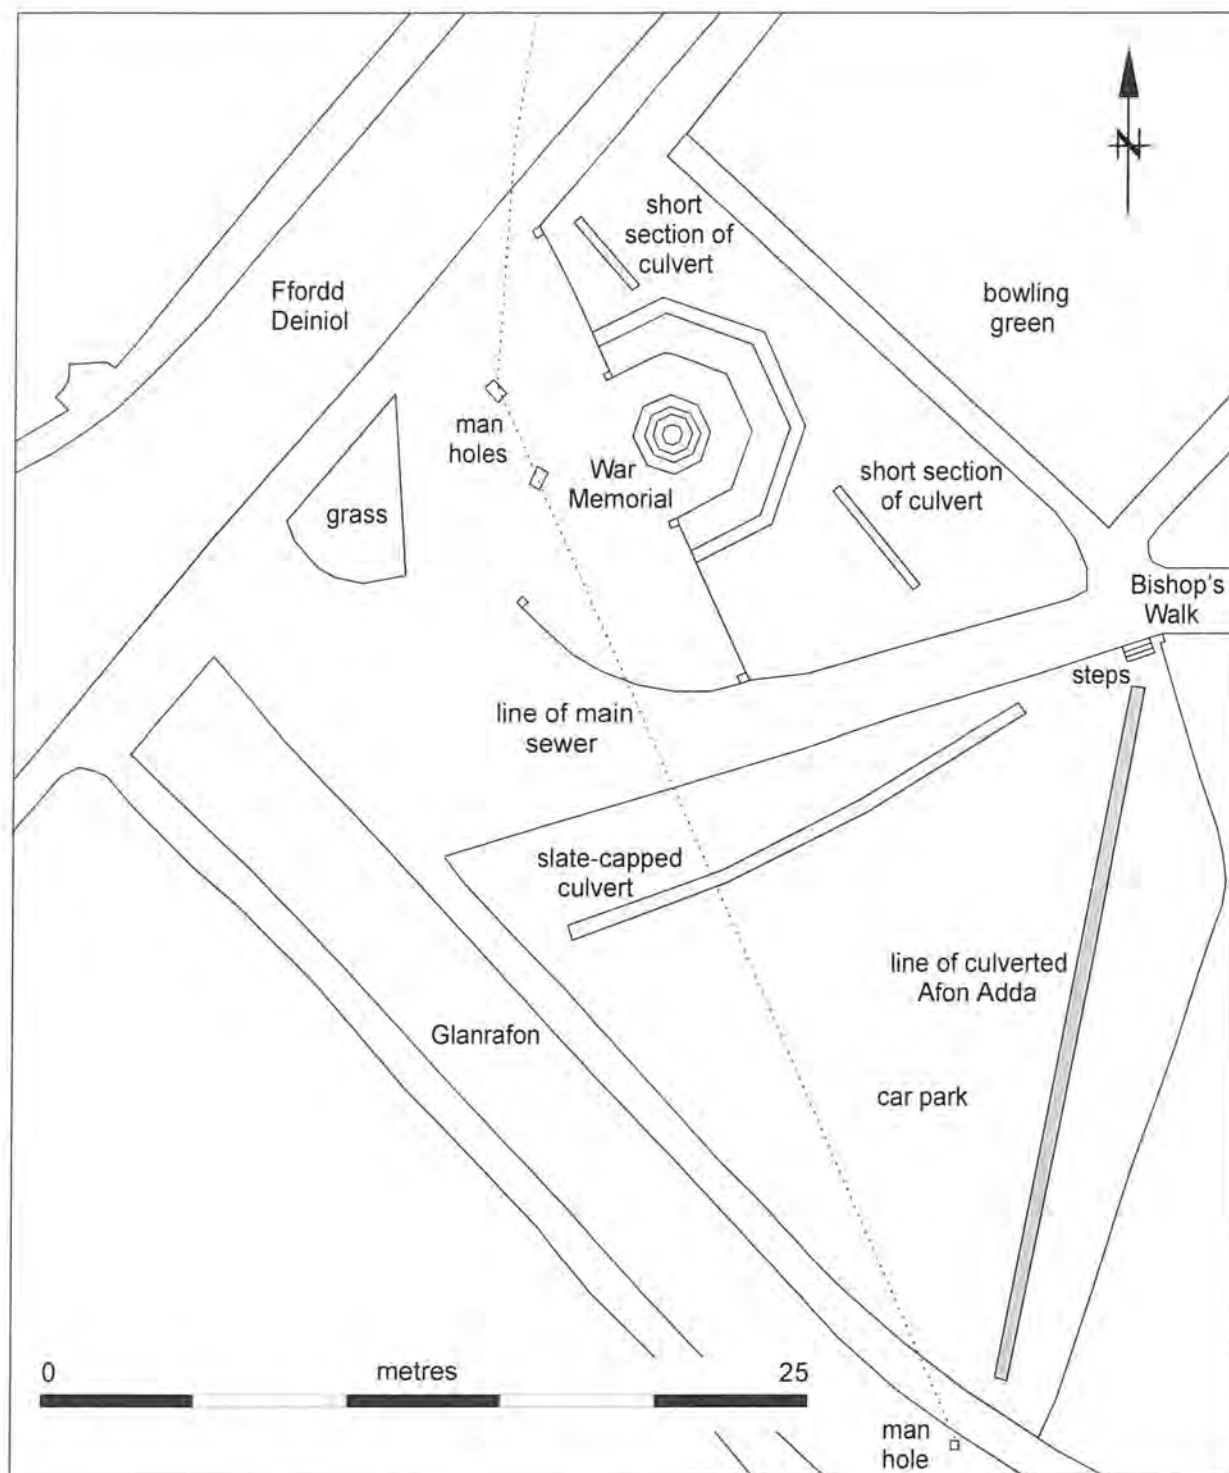 N
short
section of
culvert
Ffordd
Deiniol
bowling
green
man
holes
War
Memorial
short section
of culvert
grass
Bishop's
Walk
steps
line of main
sewer
slate-capped
culvert
line of culverted
Afon Adda
Glanrafon
car park
0 metres 25
man
hole